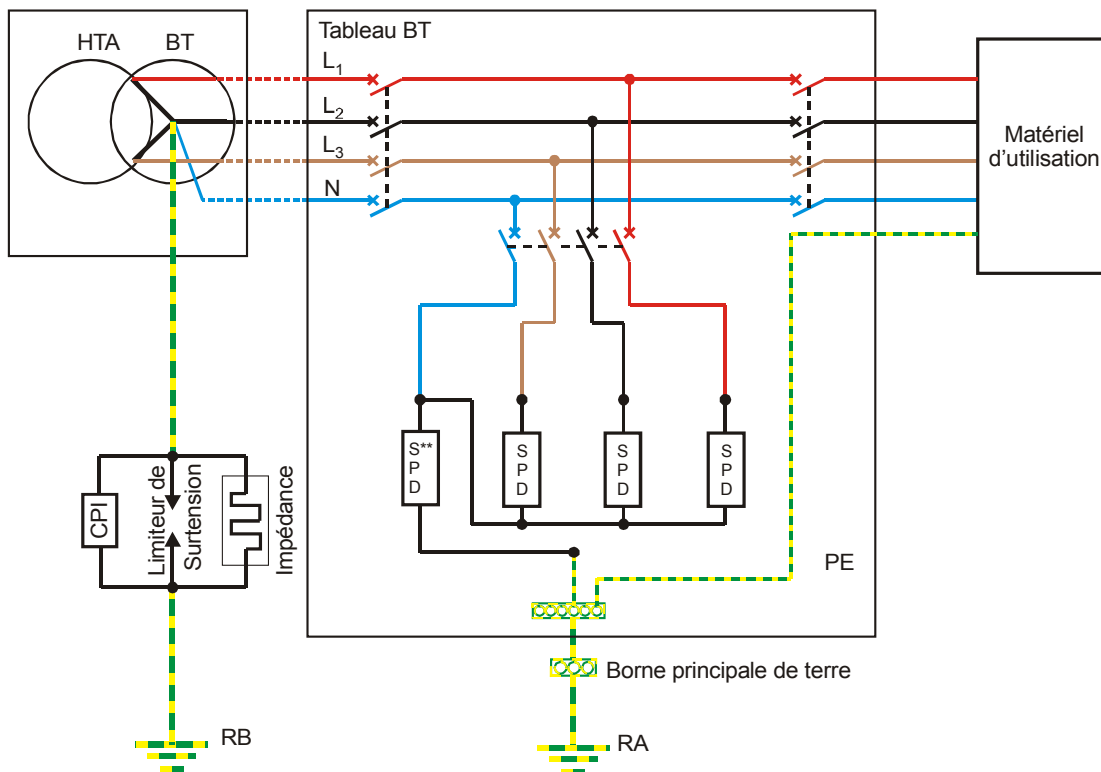 HTA
BT
Tableau BT
L1
L2
L3
N
Matériel
d'utilisation
S**
P
D
S
P
D
S
P
D
S
P
D
CPI
Limiteur de
Surtension
Impédance
PE
Borne principale de terre
RB
RA